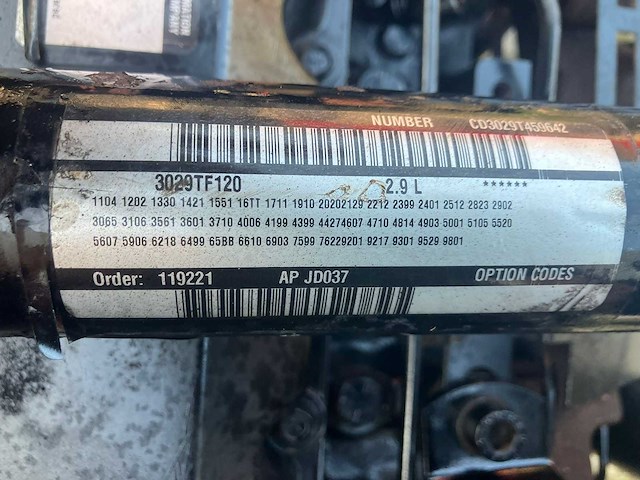 NUMBER CD3029T459642
3029TF120 2.9 L ******
1104 1202 1330 1421 1551 16TT 1711 1910 20202129 2212 2399 2401 2512 2823 2902
3065 3106 3561 3601 3710 4006 4199 4399 44274607 4710 4814 4903 5001 5105 5520
5607 5906 6218 6499 65BB 6610 6903 7599 76229201 9217 9301 9529 9801
Order: 119221 AP JD037 OPTION CODES